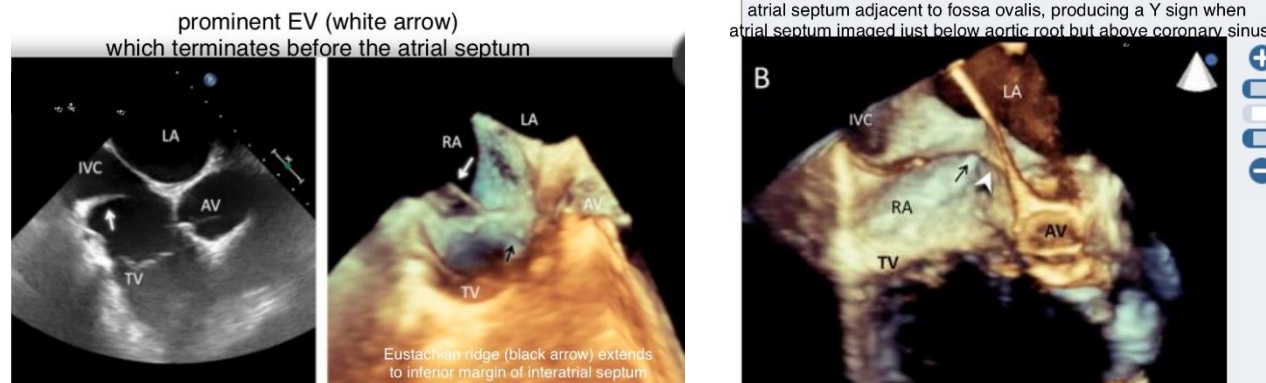 prominent EV (white arrow)
which terminates before the atrial septum
LA
IVC
AV
TV
RA
LA
AV
TV
Eustachian ridge (black arrow) extends
to inferior margin of interatrial septum
atrial septum adjacent to fossa ovalis, producing a Y sign when
atrial septum imaged just below aortic root but above coronary sinus
B
LA
IVC
RA
AV
TV